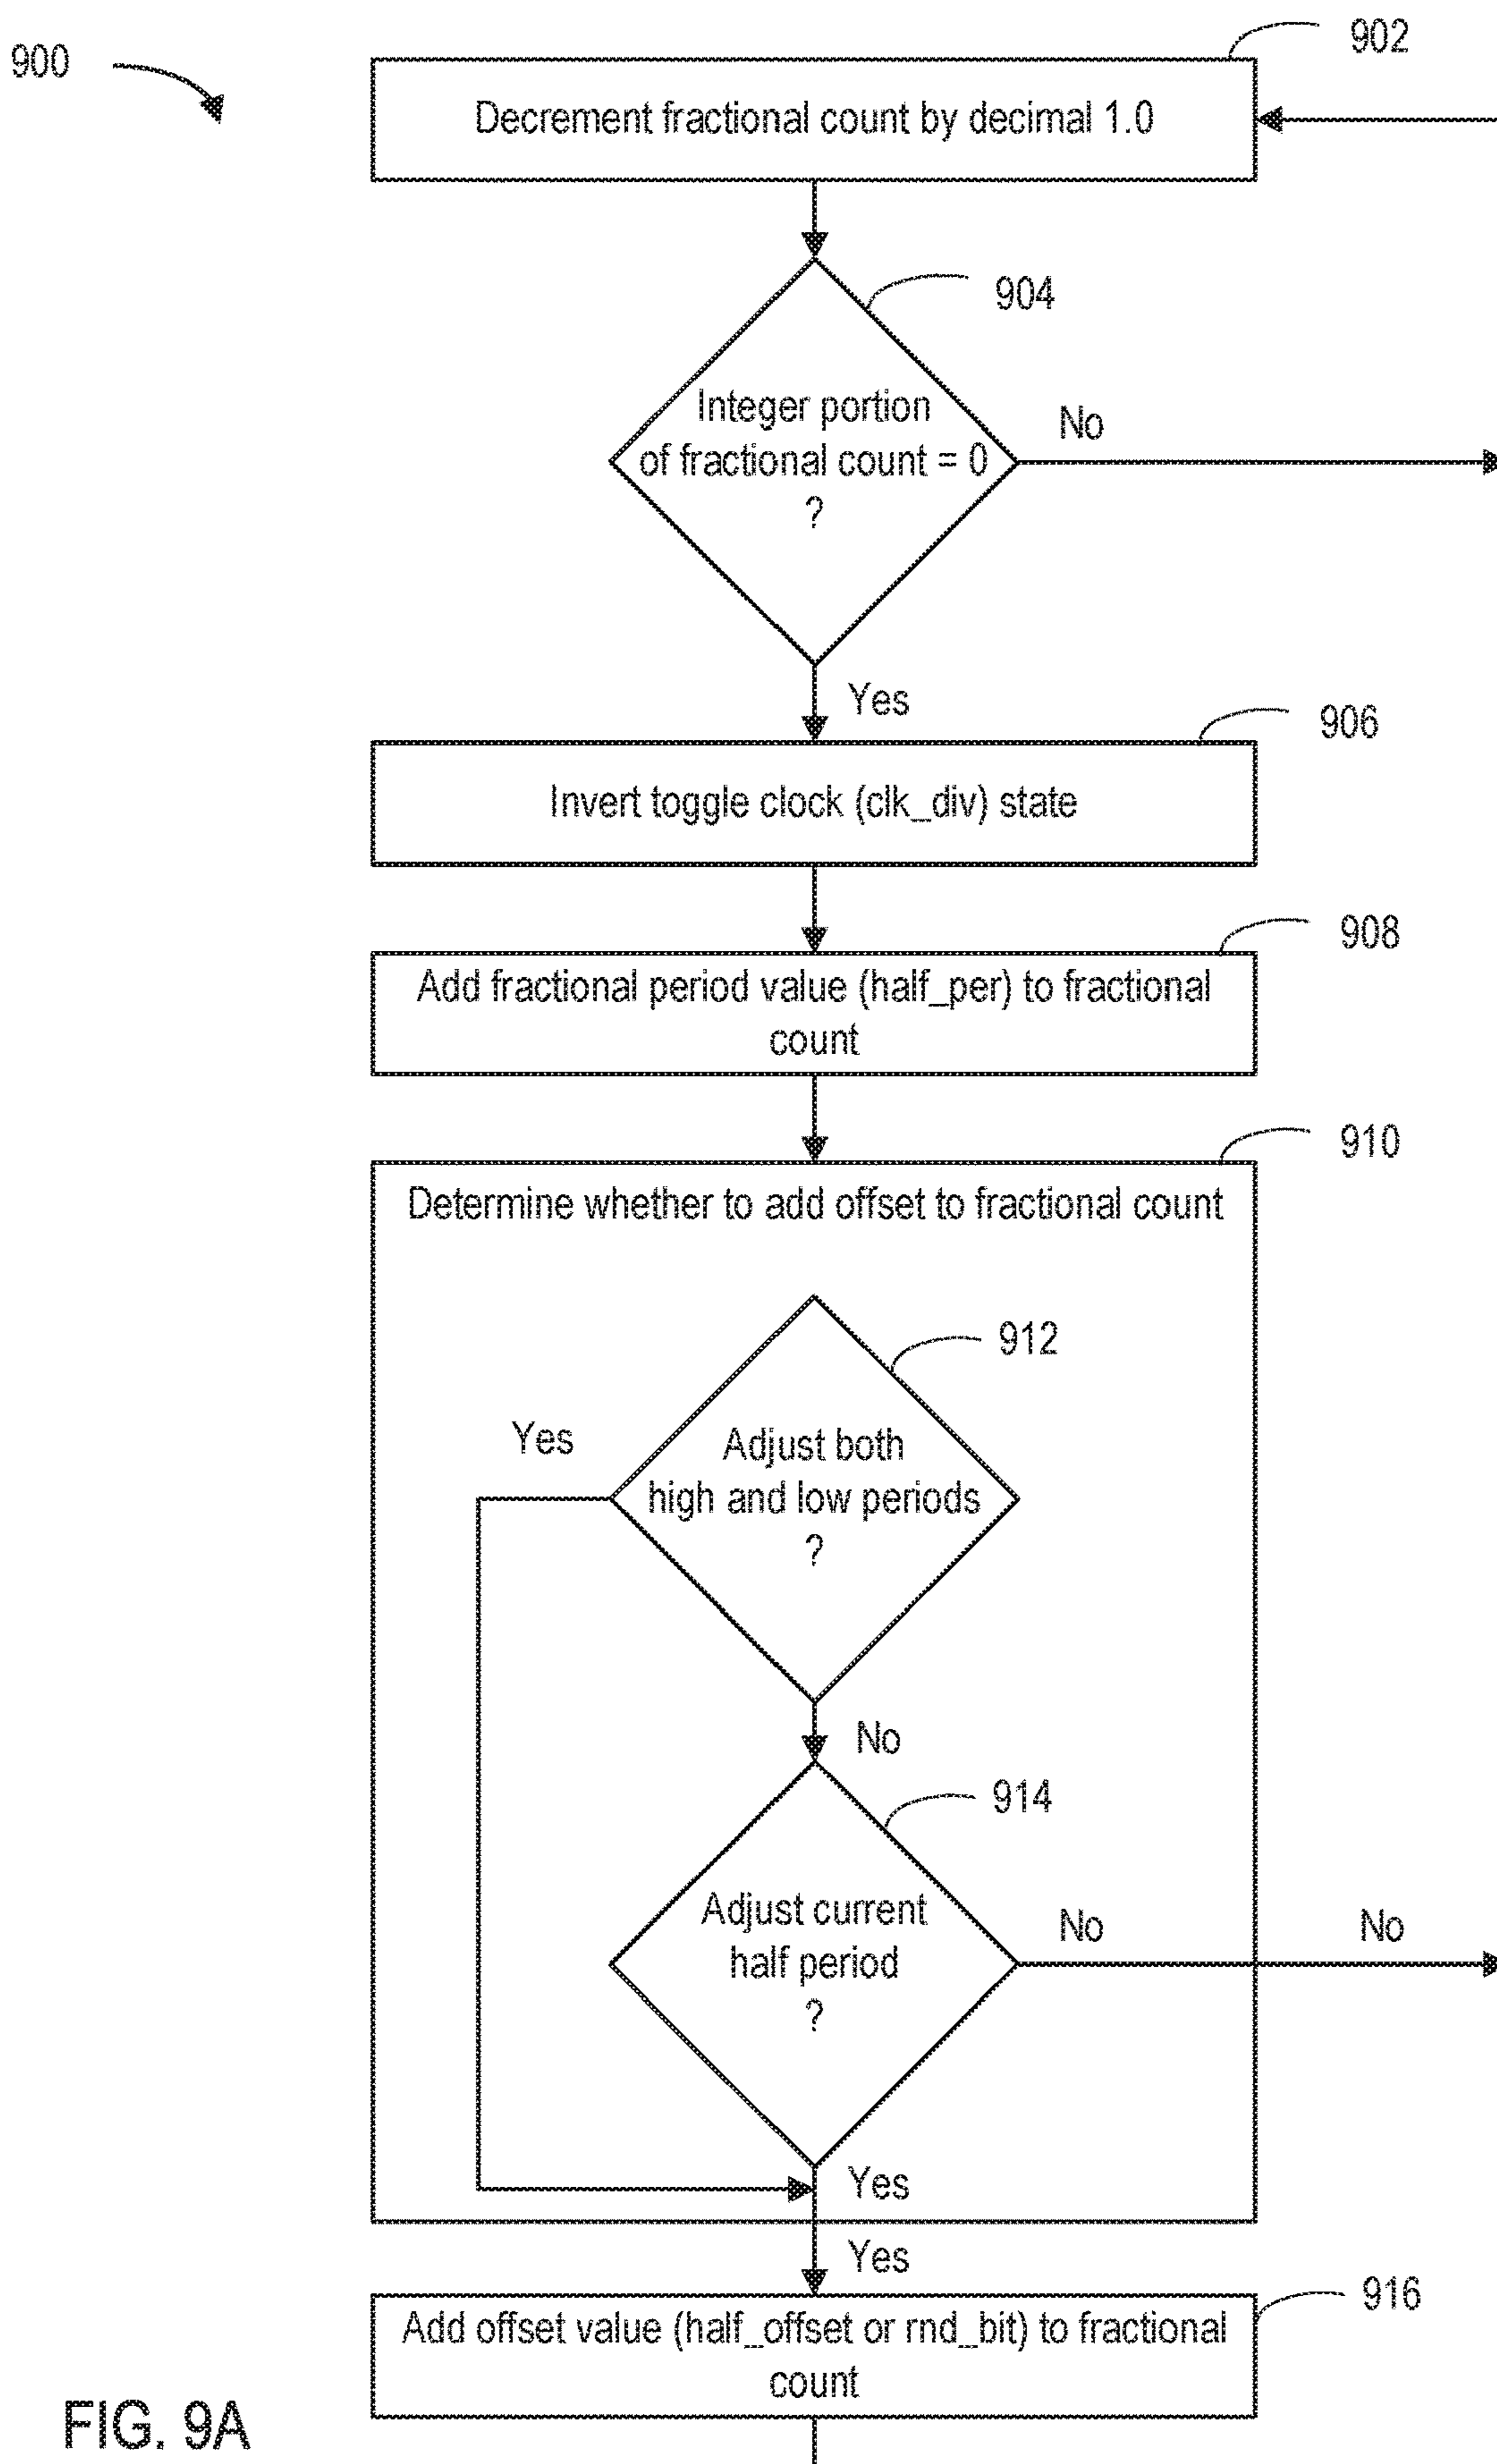 900
902
Decrement fractional count by decimal 1.0
904
Integer portion
of fractional count = 0
?
No
Yes
906
Invert toggle clock (clk_div) state
908
Add fractional period value (half_per) to fractional
count
910
Determine whether to add offset to fractional count
912
Yes
Adjust both
high and low periods
?
No
914
Adjust current
half period
?
No
No
Yes
Yes
916
Add offset value (half_offset or rnd_bit) to fractional
count
FIG. 9A